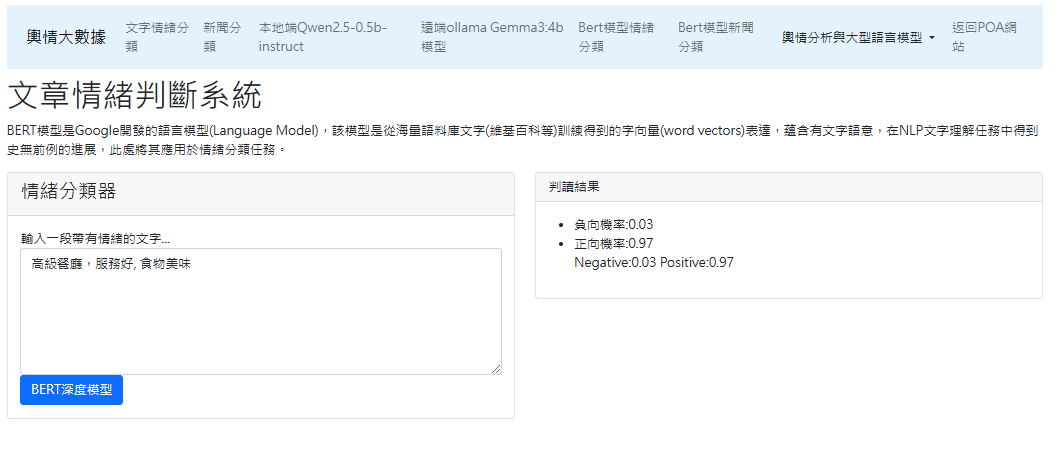 輿情大數據
文字情緒分
類
新聞分
類
本地端Qwen2.5-0.5b-
instruct
遠端ollama Gemma3:4b
模型
Bert模型情緒
分類
Bert模型新聞
分類
輿情分析與大型語言模型
返回POA網
站
文章情緒判斷系統
BERT模型是Google開發的語言模型(Language Model)，該模型是從海量語料庫文字(維基百科等)訓練得到的字向量(word vectors)表達，蘊含有文字語意，在NLP文字理解任務中得到
史無前例的進展，此處將其應用於情緒分類任務。
情緒分類器
輸入一段帶有情緒的文字...
高級餐廳，服務好, 食物美味
BERT深度模型
判讀結果
負向機率:0.03
正向機率:0.97
Negative:0.03 Positive:0.97